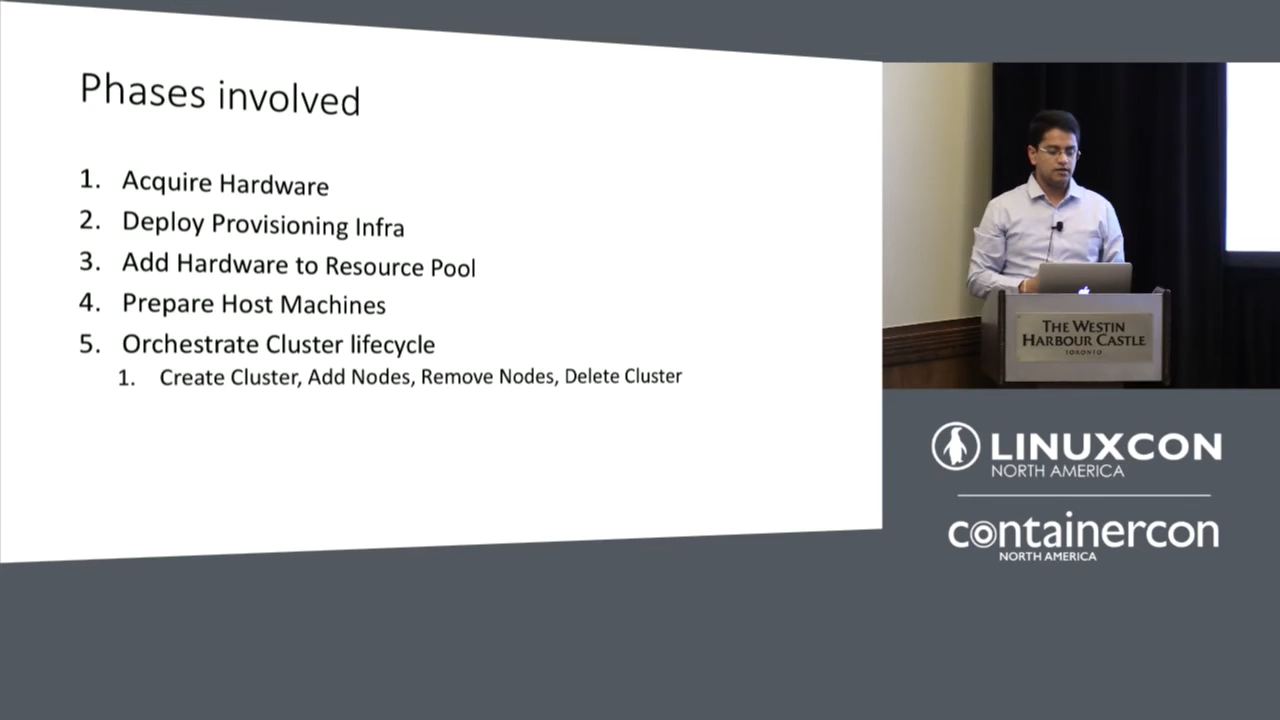 Phases involved
1. Acquire Hardware
2. Deploy Provisioning Infra
3. Add Hardware to Resource Pool
4. Prepare Host Machines
5. Orchestrate Cluster lifecycle
1. Create Cluster, Add Nodes, Remove Nodes, Delete Cluster
THE WESTIN
HARBOUR CASTLE
TORONTO
LINUXCON
NORTH AMERICA
containercon
NORTH AMERICA